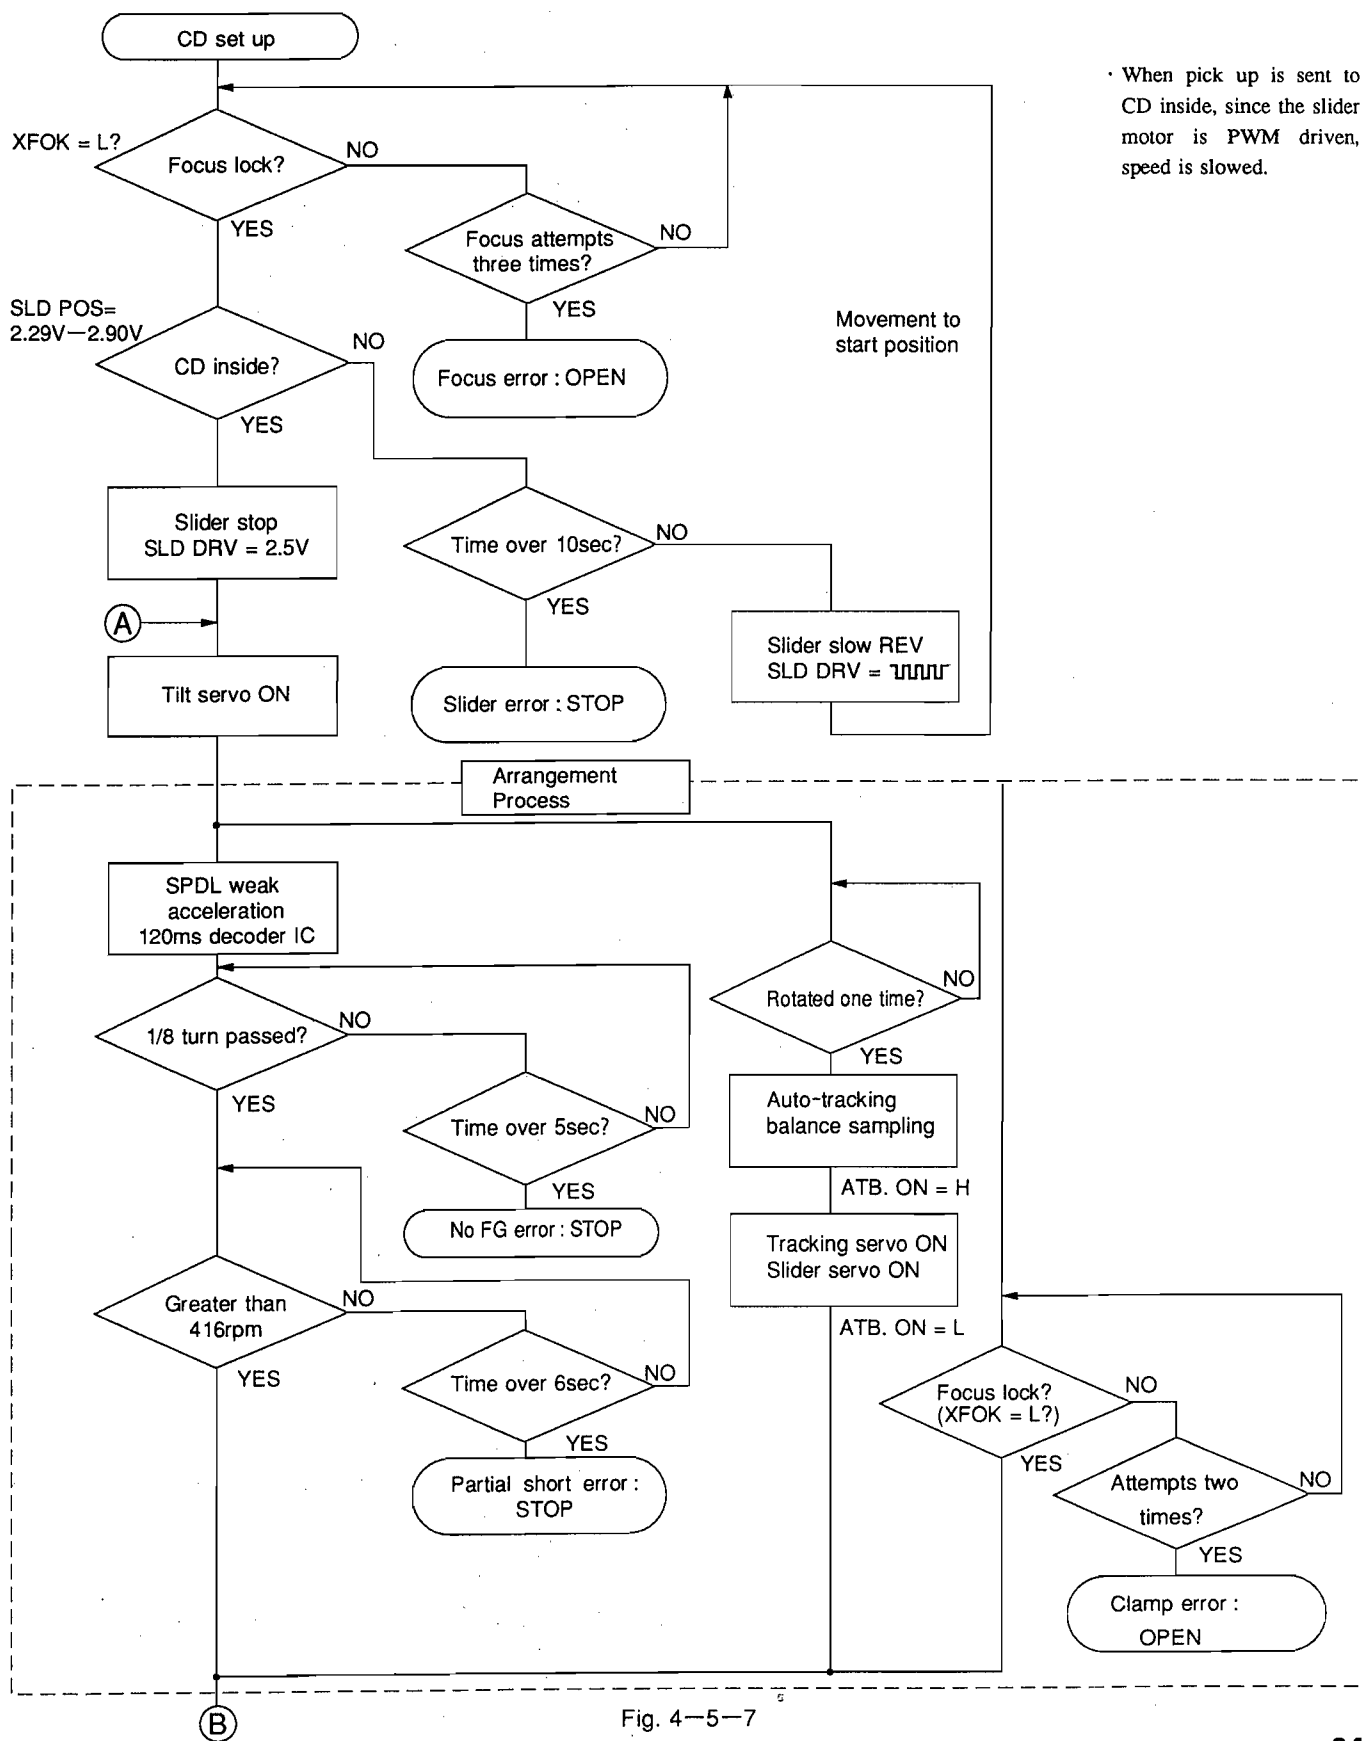 CD set up
· When pick up is sent to
CD inside, since the slider
motor is PWM driven,
speed is slowed.
XFOK = L?
Focus lock?
NO
YES
Focus attempts
three times?
NO
YES
Focus error : OPEN
Movement to
start position
SLD POS=
2.29V—2.90V
CD inside?
NO
YES
Slider stop
SLD DRV = 2.5V
Time over 10sec?
NO
YES
Slider slow REV
SLD DRV =
Slider error : STOP
A
Tilt servo ON
Arrangement
Process
SPDL weak
acceleration
120ms decoder IC
1/8 turn passed?
NO
YES
Time over 5sec?
NO
YES
No FG error : STOP
Rotated one time?
NO
YES
Auto-tracking
balance sampling
ATB. ON = H
Tracking servo ON
Slider servo ON
ATB. ON = L
Greater than
416rpm
NO
YES
Time over 6sec?
NO
YES
Partial short error :
STOP
Focus lock?
(XFOK = L?)
NO
YES
Attempts two
times?
NO
YES
Clamp error :
OPEN
B
Fig. 4—5—7